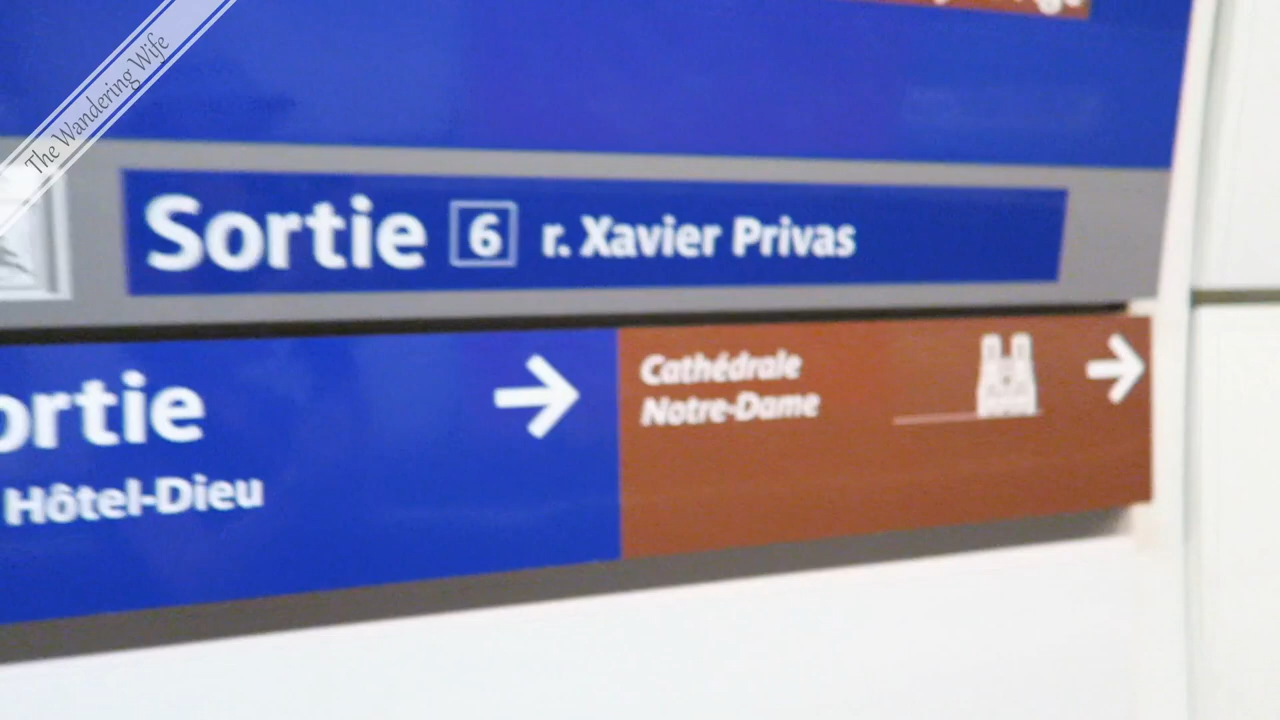 The Wandering Wife
Sortie 6 r. Xavier Privas
ortie
Hôtel-Dieu
Cathédrale
Notre-Dame